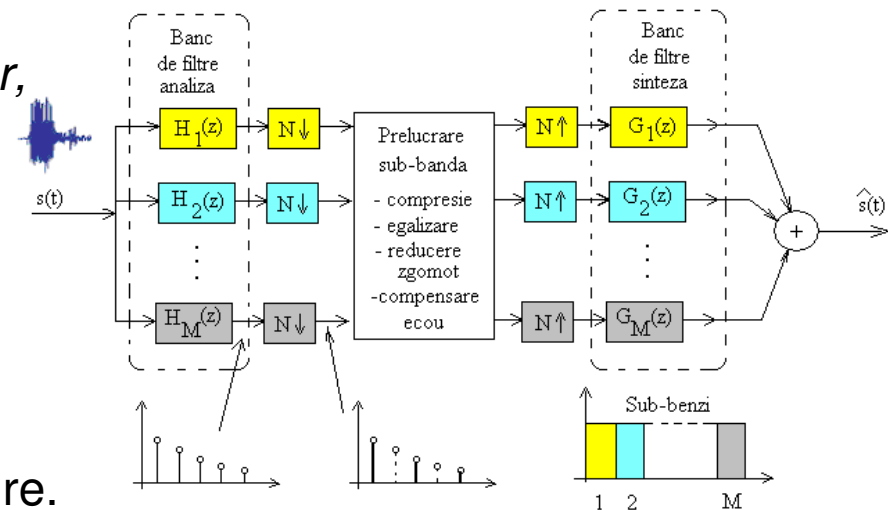 r,
Banc
de filtre
analiza
Banc
de filtre
sinteza
s(t)
H1(z)
N↓
H2(z)
N↓
HM(z)
N↓
Prelucrare
sub-banda
- compresie
- egalizare
- reducere
zgomot
-compensare
ecou
N↑
G1(z)
N↑
G2(z)
N↑
GM(z)
+
ŝ(t)
Sub-benzi
1 2 M
re.